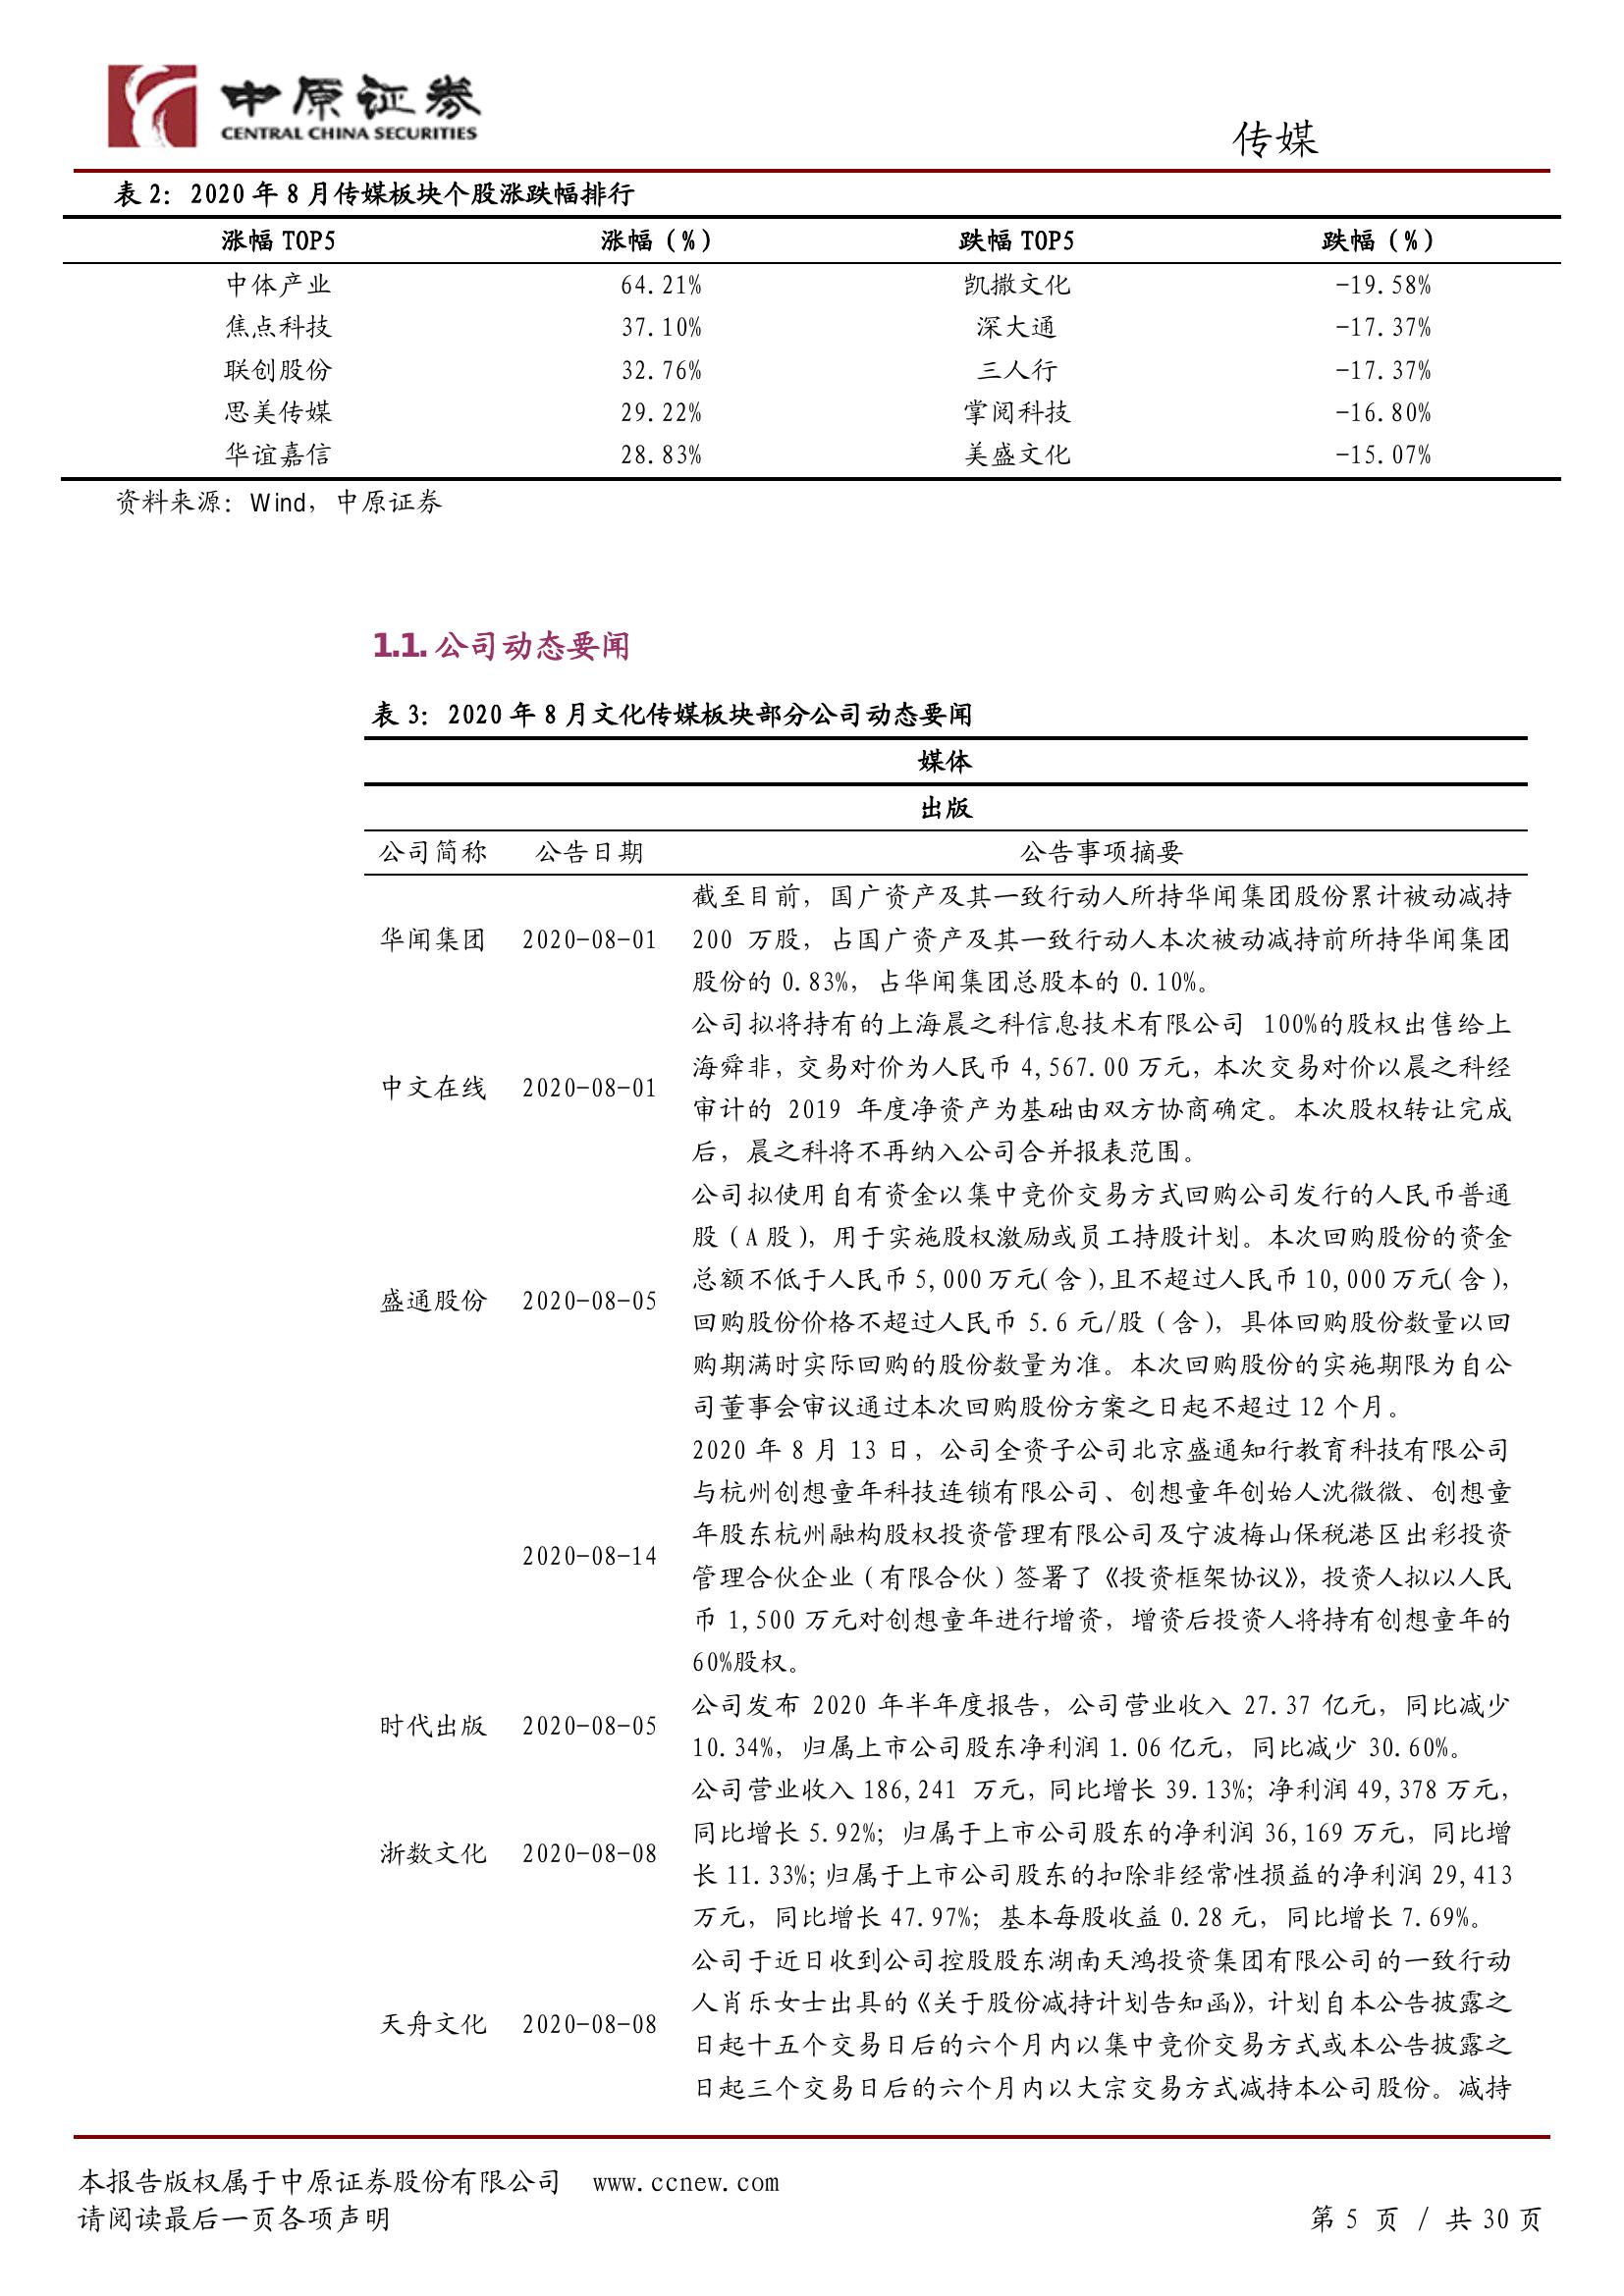 中原证券
CENTRAL CHINA SECURITIES
传媒
表 2：2020 年 8 月传媒板块个股涨跌幅排行
涨幅 TOP5 涨幅（%） 跌幅 TOP5 跌幅（%）
中体产业 64.21% 凯撒文化 -19.58%
焦点科技 37.10% 深大通 -17.37%
联创股份 32.76% 三人行 -17.37%
思美传媒 29.22% 掌阅科技 -16.80%
华谊嘉信 28.83% 美盛文化 -15.07%
资料来源：Wind，中原证券
1.1. 公司动态要闻
表 3：2020 年 8 月文化传媒板块部分公司动态要闻
媒体
出版
公司简称 公告日期 公告事项摘要
截至目前，国广资产及其一致行动人所持华闻集团股份累计被动减持
华闻集团 2020-08-01 200 万股，占国广资产及其一致行动人本次被动减持前所持华闻集团
股份的 0.83%，占华闻集团总股本的 0.10%。
公司拟将持有的上海晨之科信息技术有限公司 100%的股权出售给上
海舜非，交易对价为人民币 4,567.00 万元，本次交易对价以晨之科经
中文在线 2020-08-01
审计的 2019 年度净资产为基础由双方协商确定。本次股权转让完成
后，晨之科将不再纳入公司合并报表范围。
公司拟使用自有资金以集中竞价交易方式回购公司发行的人民币普通
股（A 股），用于实施股权激励或员工持股计划。本次回购股份的资金
总额不低于人民币 5,000 万元(含），且不超过人民币 10,000 万元(含），
盛通股份 2020-08-05
回购股份价格不超过人民币 5.6 元/股（含），具体回购股份数量以回
购期满时实际回购的股份数量为准。本次回购股份的实施期限为自公
司董事会审议通过本次回购股份方案之日起不超过 12 个月。
2020 年 8 月 13 日，公司全资子公司北京盛通知行教育科技有限公司
与杭州创想童年科技连锁有限公司、创想童年创始人沈微微、创想童
年股东杭州融构股权投资管理有限公司及宁波梅山保税港区出彩投资
2020-08-14
管理合伙企业（有限合伙）签署了《投资框架协议》，投资人拟以人民
币 1,500 万元对创想童年进行增资，增资后投资人将持有创想童年的
60%股权。
公司发布 2020 年半年度报告，公司营业收入 27.37 亿元，同比减少
时代出版 2020-08-05
10.34%，归属上市公司股东净利润 1.06 亿元，同比减少 30.60%。
公司营业收入 186,241 万元，同比增长 39.13%；净利润 49,378 万元，
同比增长 5.92%；归属于上市公司股东的净利润 36,169 万元，同比增
浙数文化 2020-08-08
长 11.33%；归属于上市公司股东的扣除非经常性损益的净利润 29,413
万元，同比增长 47.97%；基本每股收益 0.28 元，同比增长 7.69%。
公司于近日收到公司控股股东湖南天鸿投资集团有限公司的一致行动
人肖乐女士出具的《关于股份减持计划告知函》，计划自本公告披露之
天舟文化 2020-08-08
日起十五个交易日后的六个月内以集中竞价交易方式或本公告披露之
日起三个交易日后的六个月内以大宗交易方式减持本公司股份。减持
本报告版权属于中原证券股份有限公司 www.ccnew.com
请阅读最后一页各项声明 第 5 页 / 共 30 页